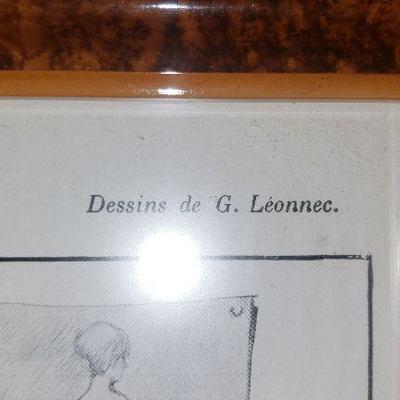 Dessins de G. Léonnec.